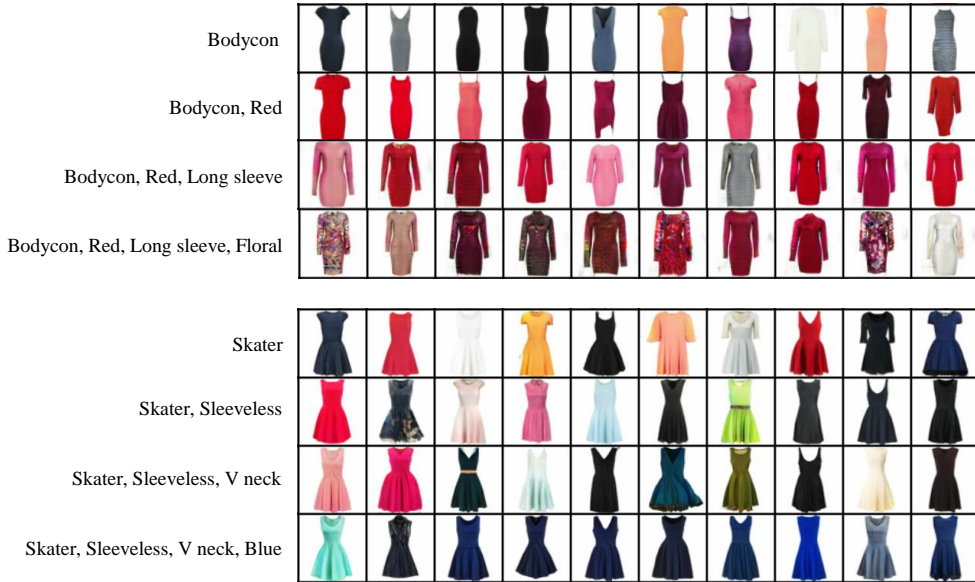 Bodycon
Bodycon, Red
Bodycon, Red, Long sleeve
Bodycon, Red, Long sleeve, Floral
Skater
Skater, Sleeveless
Skater, Sleeveless, V neck
Skater, Sleeveless, V neck, Blue